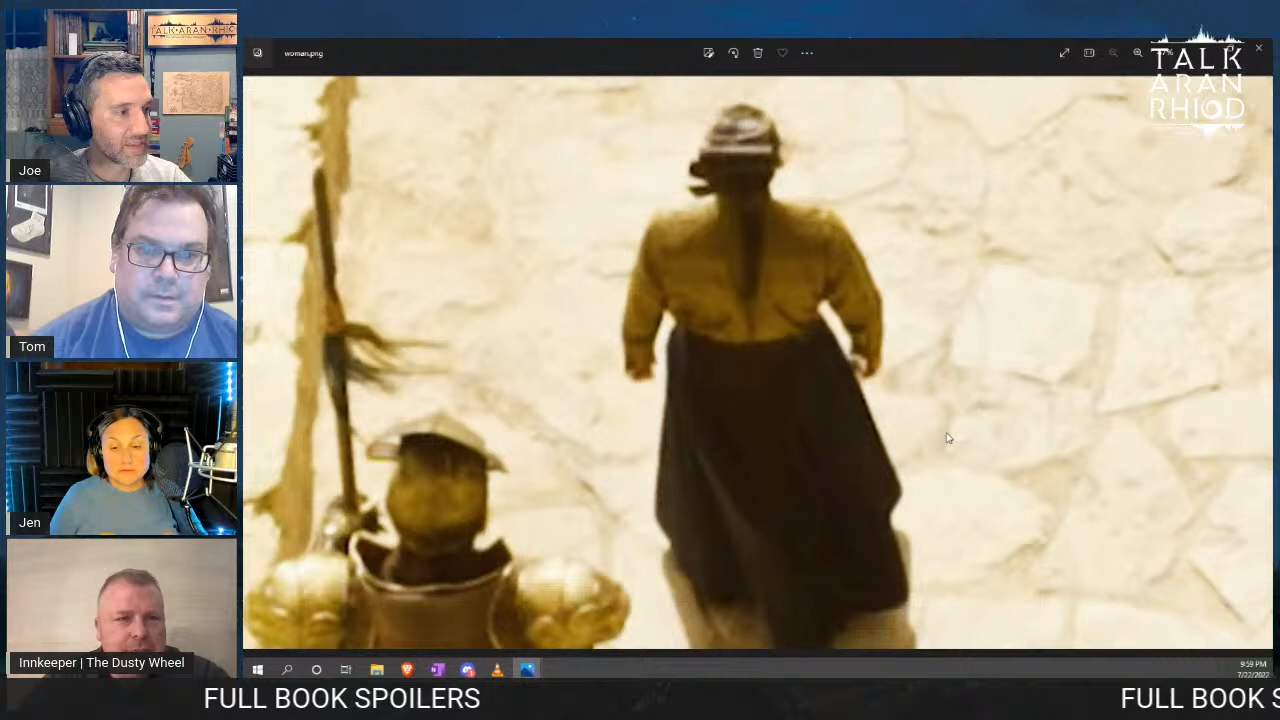 TALK·ARAN·RHIOD
Joe
Tom
Jen
Innkeeper | The Dusty Wheel
woman.png
TALK
ARAN
RHIOD
9:59 PM
7/22/2022
FULL BOOK SPOILERS
FULL BOOK S